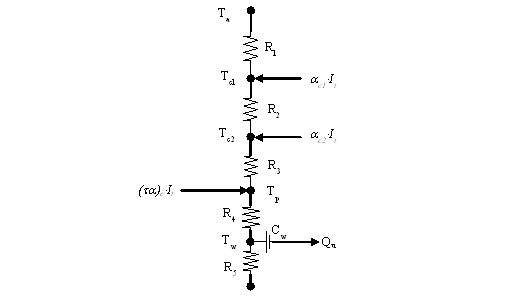 Ta
R1
Tc1
αc1·It
R2
Tc2
αc2·It
R3
(τα)e·It
Tp
R4
Cw
Tw
Qu
R5